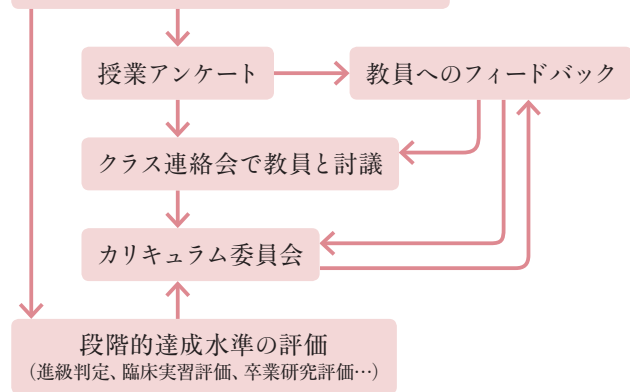 授業アンケート
教員へのフィードバック
クラス連絡会で教員と討議
カリキュラム委員会
段階的達成水準の評価
（進級判定、臨床実習評価、卒業研究評価…）